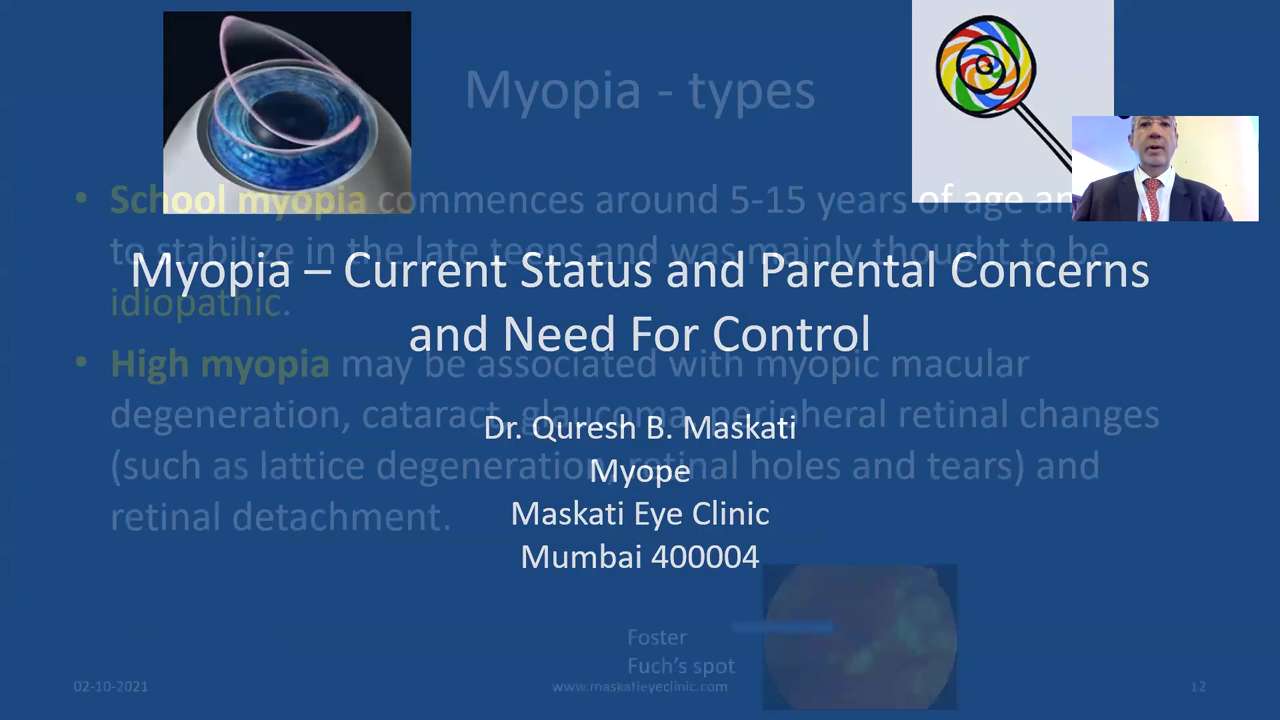 Myopia - types
• School myopia commences around 5-15 years of age an
to stabilize in the late teens and was mainly thought to be
idiopathic.
Myopia – Current Status and Parental Concerns
and Need For Control
• High myopia may be associated with myopic macular
degeneration, cataract, glaucoma, peripheral retinal changes
(such as lattice degeneration, retinal holes and tears) and
retinal detachment.
Dr. Quresh B. Maskati
Myope
Maskati Eye Clinic
Mumbai 400004
Foster
Fuch's spot
02-10-2021
www.maskatieyeclinic.com
12